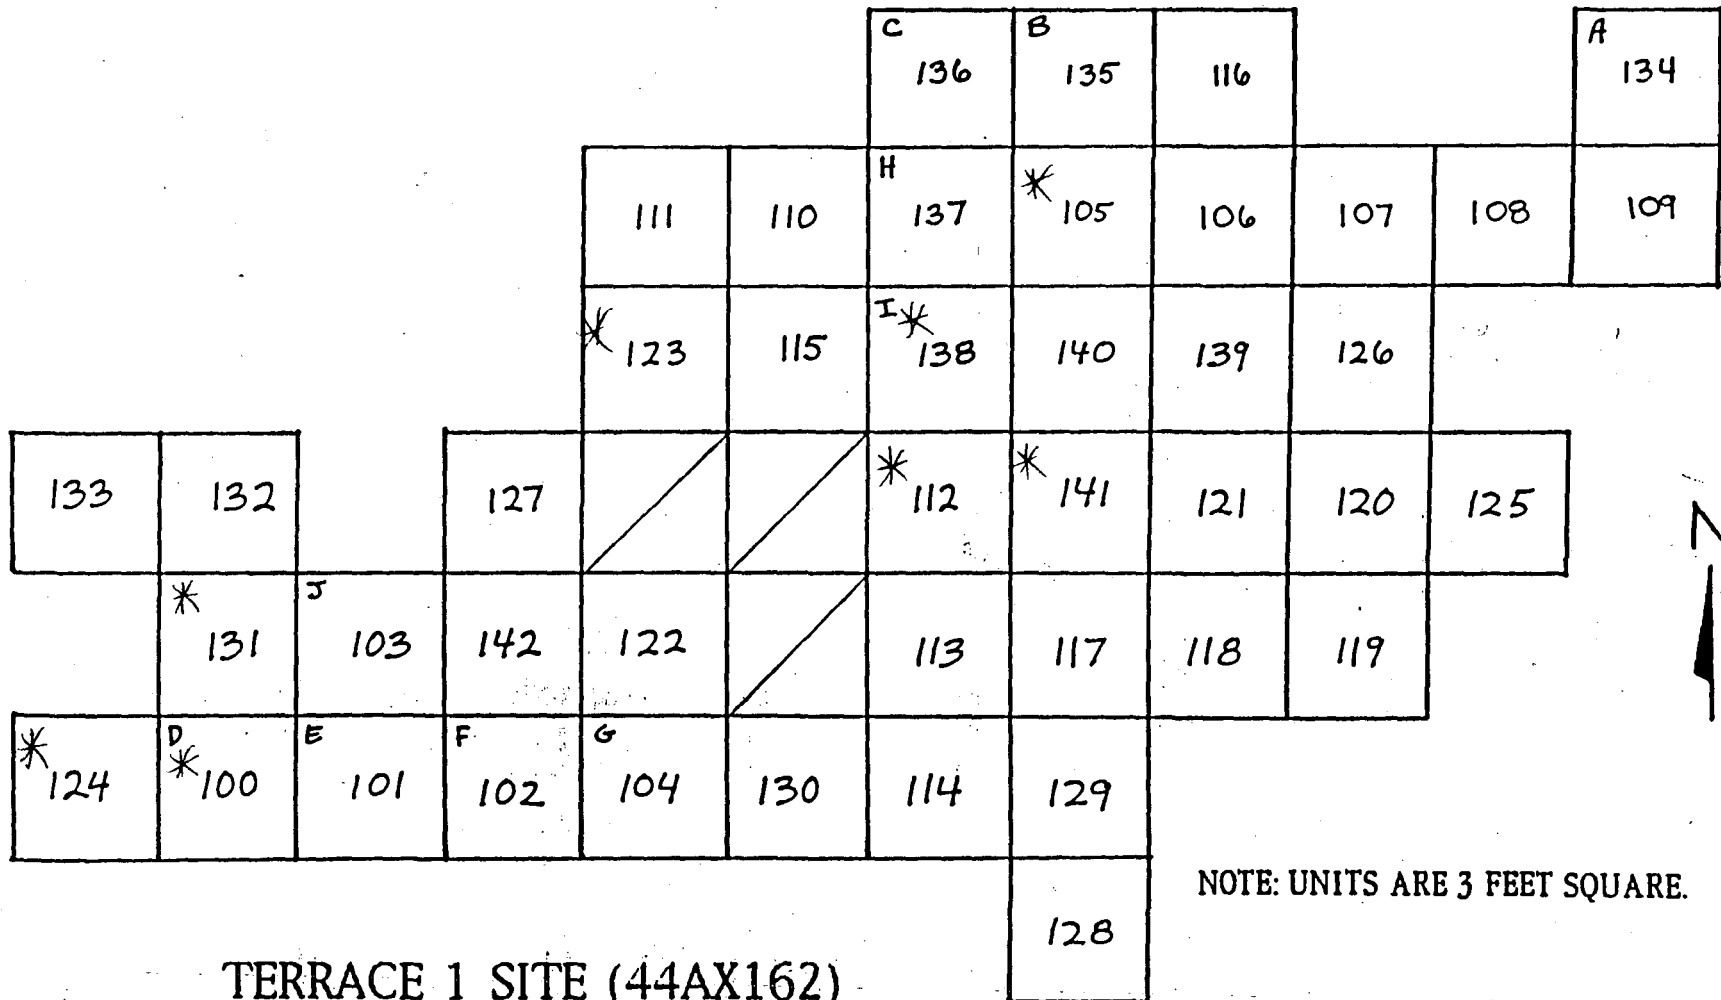 C B A
136 135 116 134
H
111 110 137 * 105 106 107 108 109
I
* 123 115 * 138 140 139 126
133 132 127 * 112 * 141 121 120 125
N
J
* 131 103 142 122 113 117 118 119
D E F G
* 124 * 100 101 102 104 130 114 129
NOTE: UNITS ARE 3 FEET SQUARE.
128
TERRACE 1 SITE (44AX162)